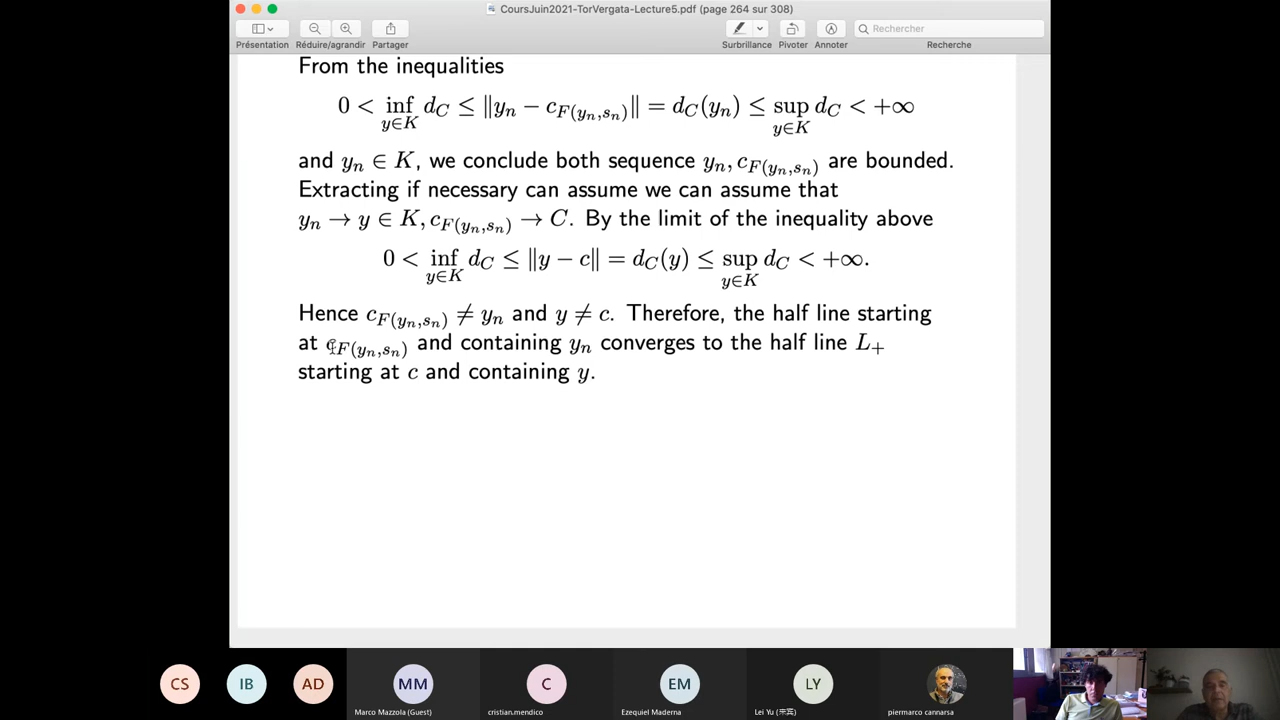 CoursJuin2021-TorVergata-Lecture5.pdf (page 264 sur 308)
Présentation
Réduire/agrandir
Partager
Surbrillance
Pivoter
Annoter
Rechercher
Recherche
From the inequalities
0 < inf_{y∈K} d_C ≤ ‖y_n − c_{F(y_n,s_n)}‖ = d_C(y_n) ≤ sup_{y∈K} d_C < +∞
and y_n ∈ K, we conclude both sequence y_n, c_{F(y_n,s_n)} are bounded.
Extracting if necessary can assume we can assume that
y_n → y ∈ K, c_{F(y_n,s_n)} → C. By the limit of the inequality above
0 < inf_{y∈K} d_C ≤ ‖y − c‖ = d_C(y) ≤ sup_{y∈K} d_C < +∞.
Hence c_{F(y_n,s_n)} ≠ y_n and y ≠ c. Therefore, the half line starting
at c_{F(y_n,s_n)} and containing y_n converges to the half line L_+
starting at c and containing y.
CS
IB
AD
MM
C
EM
LY
Marco Mazzola (Guest)
cristian.mendico
Ezequiel Maderna
Lei Yu (宋宾)
piermarco cannarsa